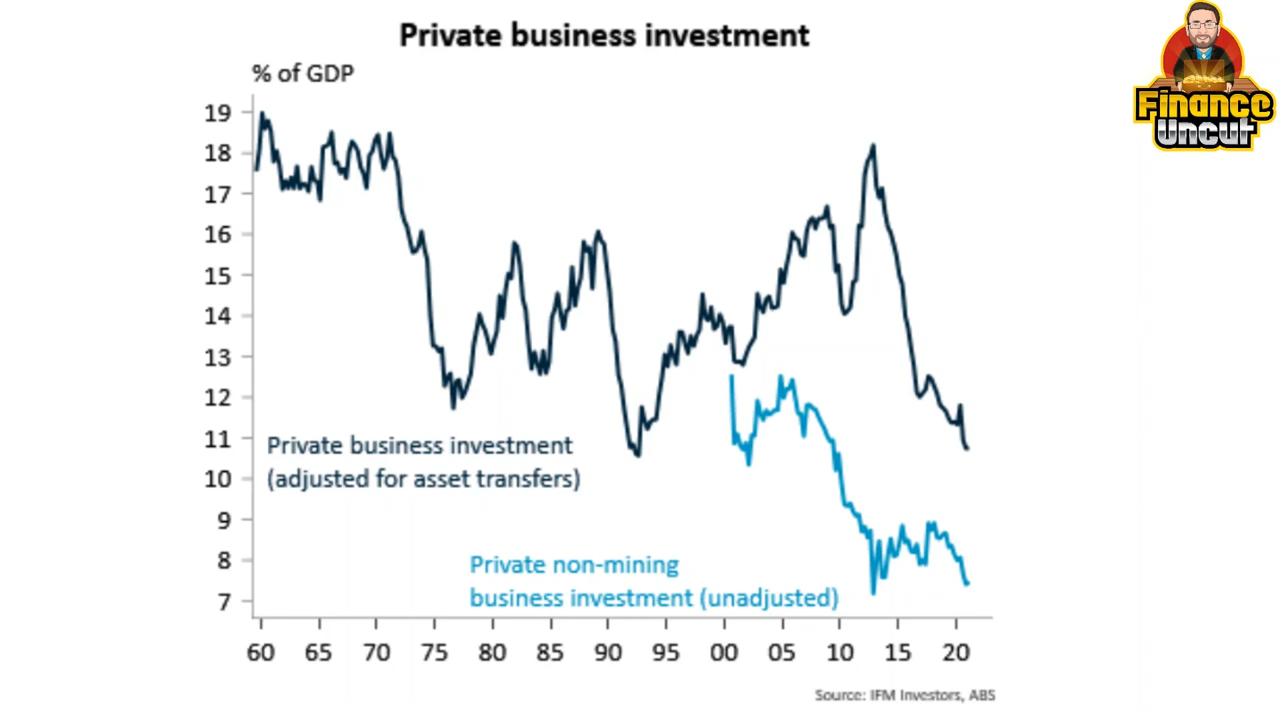 Private business investment
Finance
Uncut
% of GDP
19
18
17
16
15
14
13
12
11
10
9
8
7
Private business investment
(adjusted for asset transfers)
Private non-mining
business investment (unadjusted)
60 65 70 75 80 85 90 95 00 05 10 15 20
Source: IFM Investors, ABS